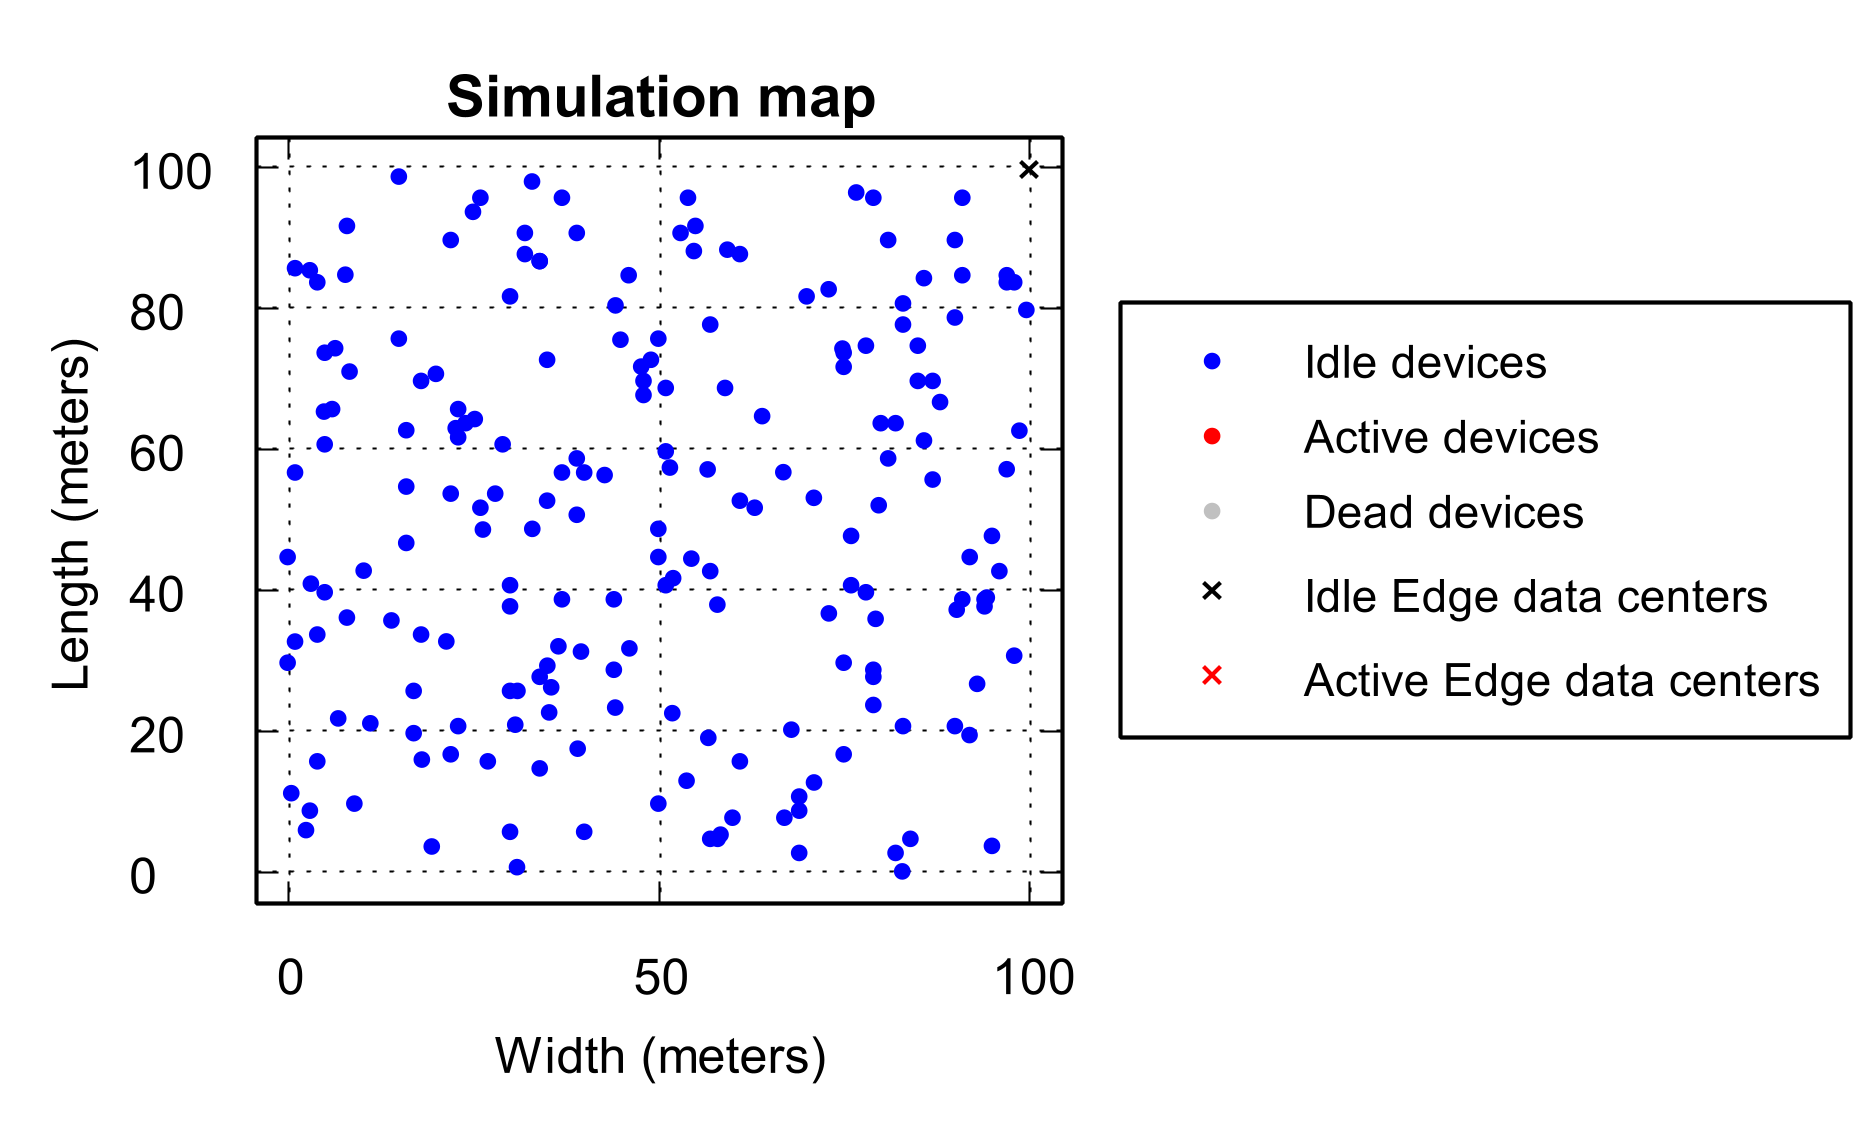 Simulation map
100
80
60
40
20
0
Length (meters)
0 50 100
Width (meters)
Idle devices
Active devices
Dead devices
Idle Edge data centers
Active Edge data centers